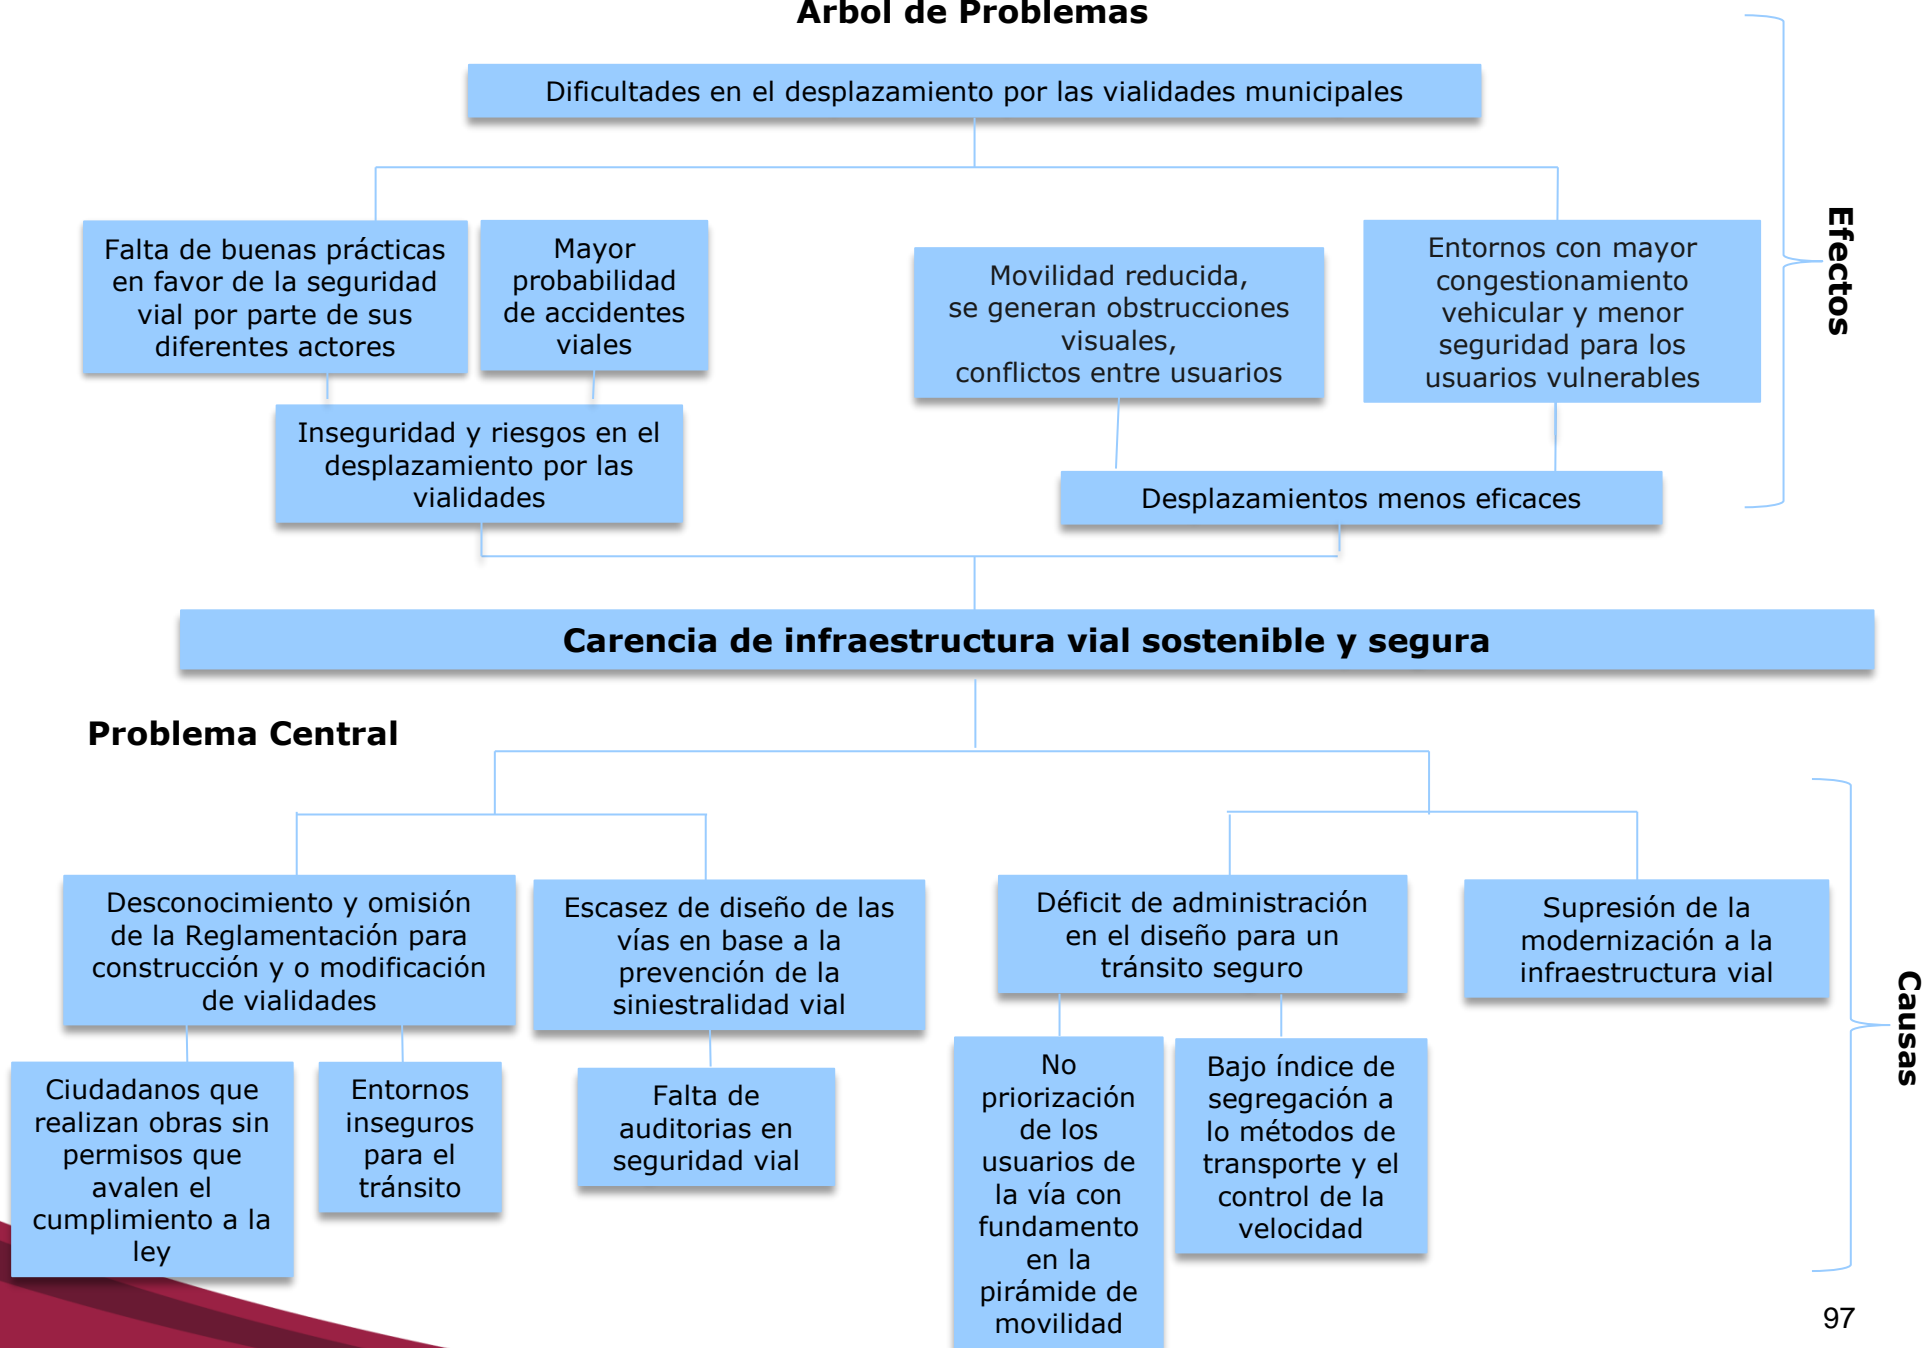 Árbol de Problemas
Dificultades en el desplazamiento por las vialidades municipales
Falta de buenas prácticas
en favor de la seguridad
vial por parte de sus
diferentes actores
Mayor
probabilidad
de accidentes
viales
Movilidad reducida,
se generan obstrucciones
visuales,
conflictos entre usuarios
Entornos con mayor
congestionamiento
vehicular y menor
seguridad para los
usuarios vulnerables
Efectos
Inseguridad y riesgos en el
desplazamiento por las
vialidades
Desplazamientos menos eficaces
Carencia de infraestructura vial sostenible y segura
Problema Central
Desconocimiento y omisión
de la Reglamentación para
construcción y o modificación
de vialidades
Escasez de diseño de las
vías en base a la
prevención de la
siniestralidad vial
Déficit de administración
en el diseño para un
tránsito seguro
Supresión de la
modernización a la
infraestructura vial
Causas
Ciudadanos que
realizan obras sin
permisos que
avalen el
cumplimiento a la
ley
Entornos
inseguros
para el
tránsito
Falta de
auditorias en
seguridad vial
No
priorización
de los
usuarios de
la vía con
fundamento
en la
pirámide de
movilidad
Bajo índice de
segregación a
lo métodos de
transporte y el
control de la
velocidad
97